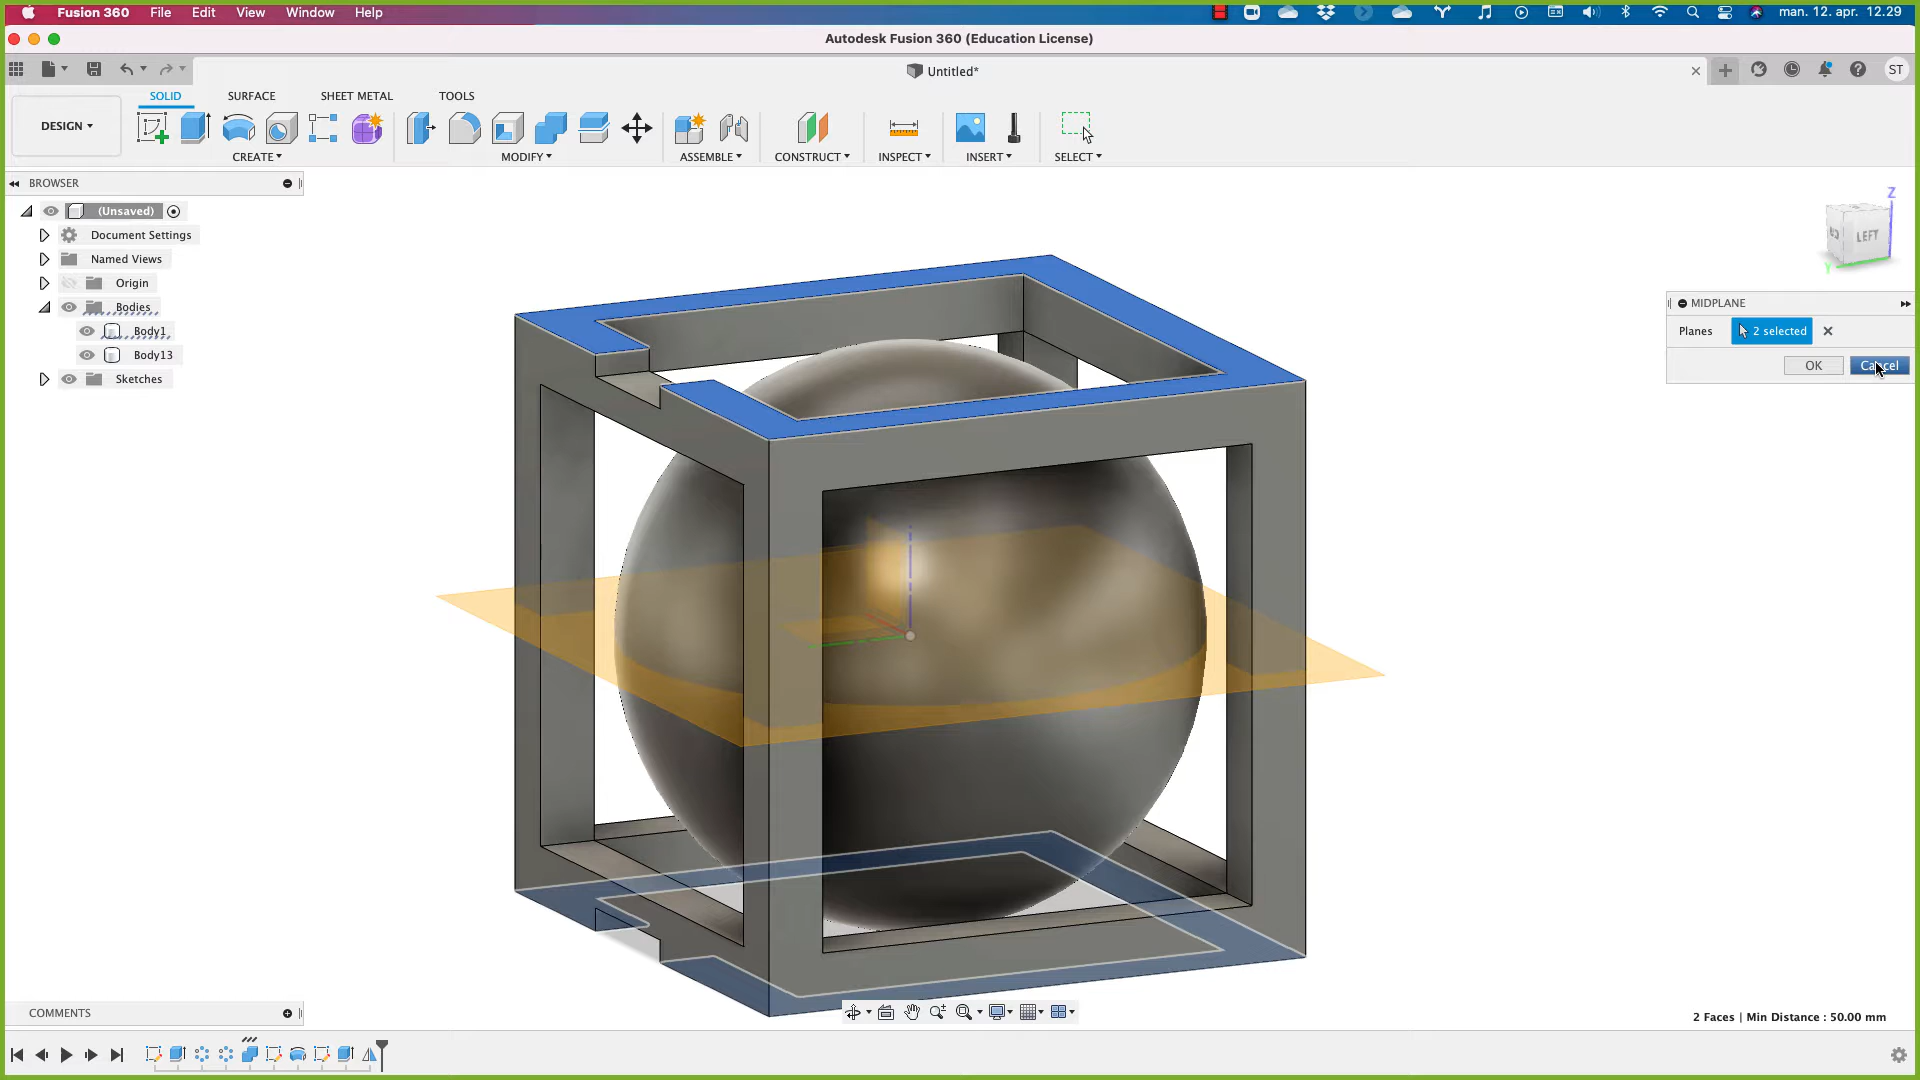 Fusion 360 File Edit View Window Help man. 12. apr. 12.29
Autodesk Fusion 360 (Education License)
Untitled* ST
SOLID SURFACE SHEET METAL TOOLS
DESIGN
CREATE MODIFY ASSEMBLE CONSTRUCT INSPECT INSERT SELECT
BROWSER
(Unsaved)
Document Settings
Named Views
Origin
Bodies
Body1
Body13
Sketches
Z
LEFT
Y
MIDPLANE
Planes 2 selected
OK Cancel
COMMENTS
2 Faces | Min Distance : 50.00 mm